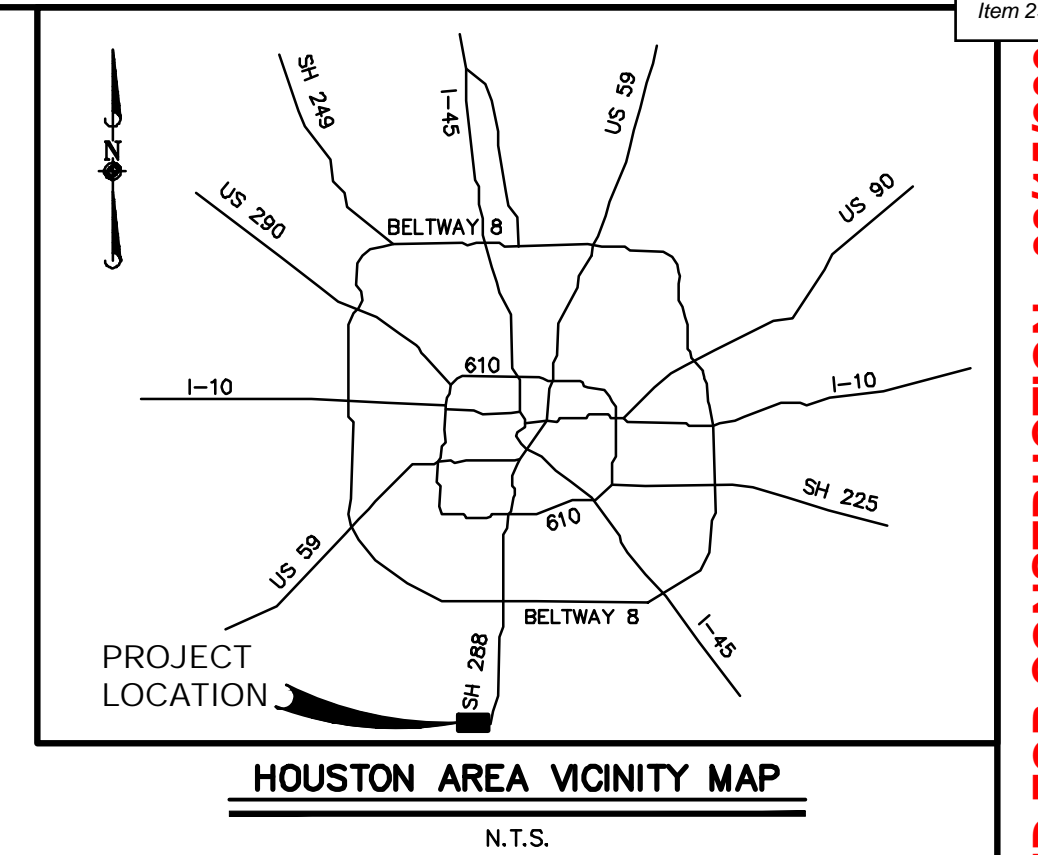 Item 2
N
SH 249
I-45
US 59
US 290
US 90
BELTWAY 8
610
I-10
I-10
SH 225
610
US 59
BELTWAY 8
I-45
SH 288
PROJECT
LOCATION
HOUSTON AREA VICINITY MAP
N.T.S.
CONSTRUCTION